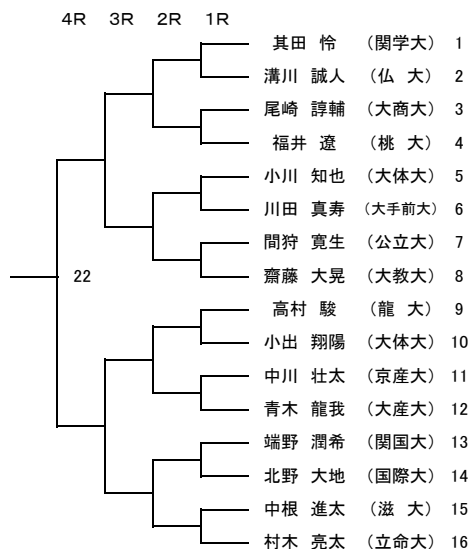 4R 3R 2R 1R
其田 怜 (関学大) 1
溝川 誠人 (仏 大) 2
尾崎 諄輔 (大商大) 3
福井 遼 (桃 大) 4
小川 知也 (大体大) 5
川田 真寿 (大手前大) 6
間狩 寛生 (公立大) 7
22
齋藤 大晃 (大教大) 8
高村 駿 (龍 大) 9
小出 翔陽 (大体大) 10
中川 壮太 (京産大) 11
青木 龍我 (大産大) 12
端野 潤希 (関国大) 13
北野 大地 (国際大) 14
中根 進太 (滋 大) 15
村木 亮太 (立命大) 16